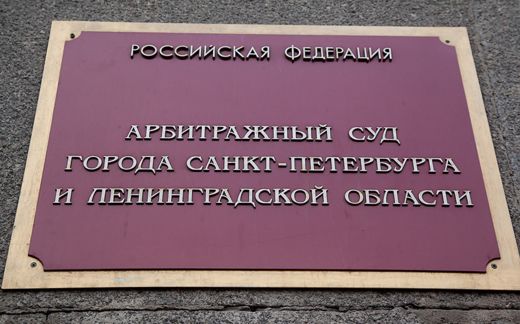 РОССИЙСКАЯ ФЕДЕРАЦИЯ
АРБИТРАЖНЫЙ СУД
ГОРОДА САНКТ-ПЕТЕРБУРГА
И ЛЕНИНГРАДСКОЙ ОБЛАСТИ